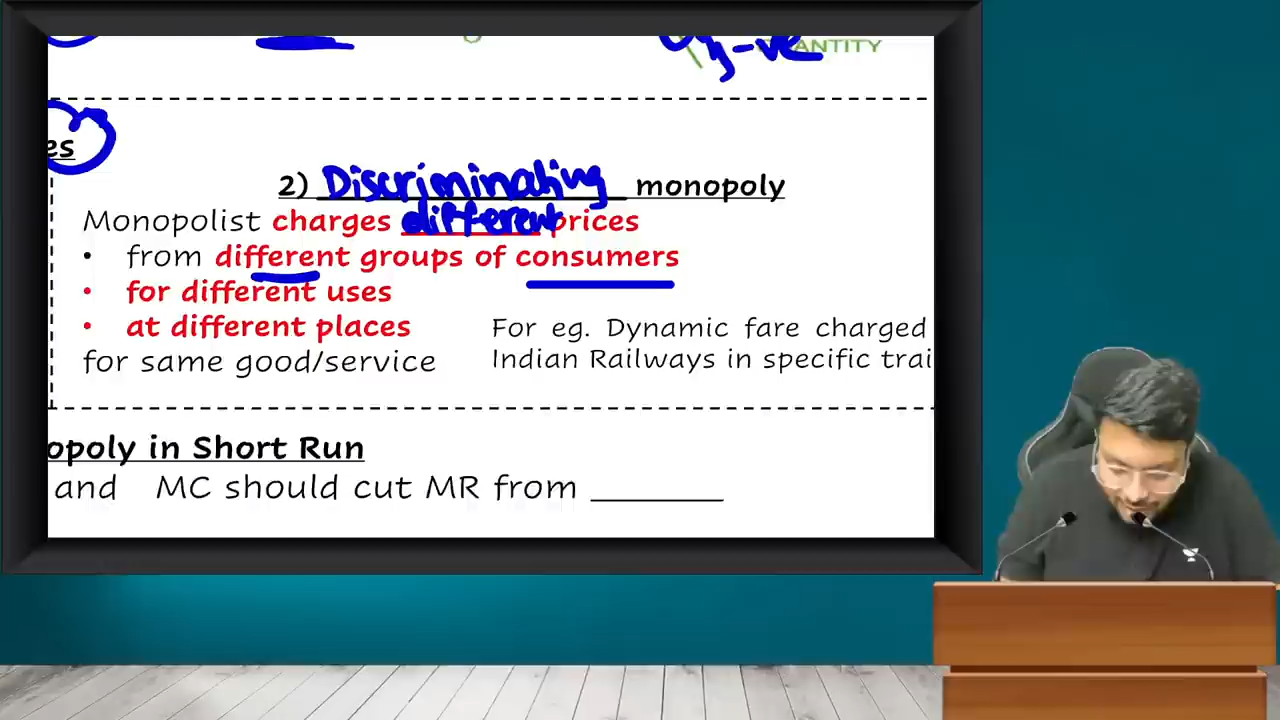 y-ve
QUANTITY
es
2) Discriminating monopoly
Monopolist charges different prices
• from different groups of consumers
• for different uses
• at different places
for same good/service
For eg. Dynamic fare charged
Indian Railways in specific trai
opoly in Short Run
and MC should cut MR from ________